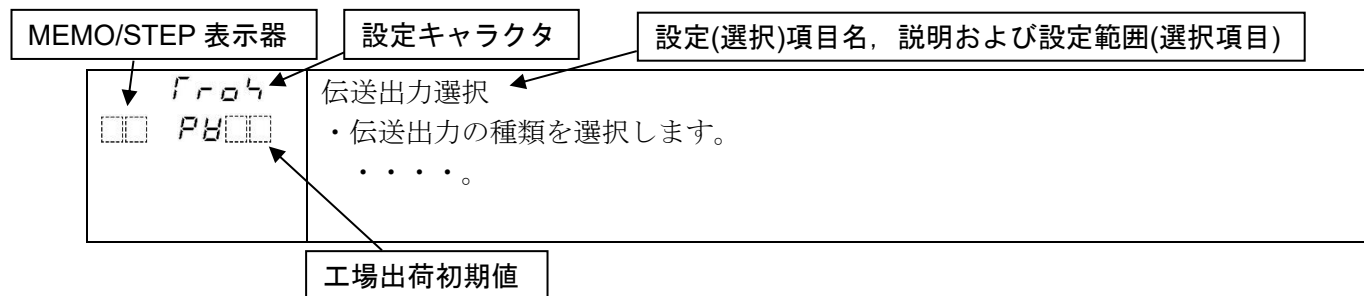 MEMO/STEP 表示器
設定キャラクタ
設定(選択)項目名，説明および設定範囲(選択項目)
伝送出力選択
・伝送出力の種類を選択します。
・・・・。
工場出荷初期値